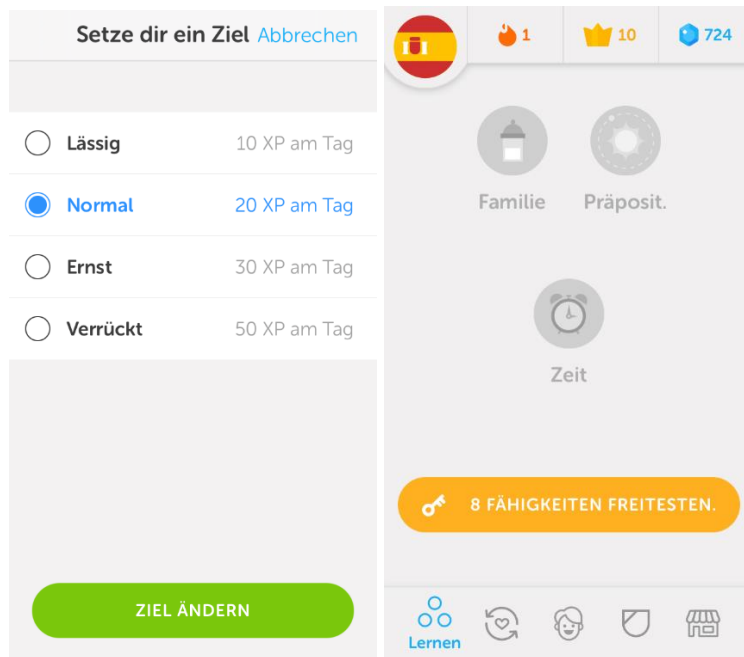 Setze dir ein Ziel Abbrechen
Lässig 10 XP am Tag
Normal 20 XP am Tag
Ernst 30 XP am Tag
Verrückt 50 XP am Tag
ZIEL ÄNDERN
1 10 724
Familie Präposit.
Zeit
8 FÄHIGKEITEN FREITESTEN.
Lernen